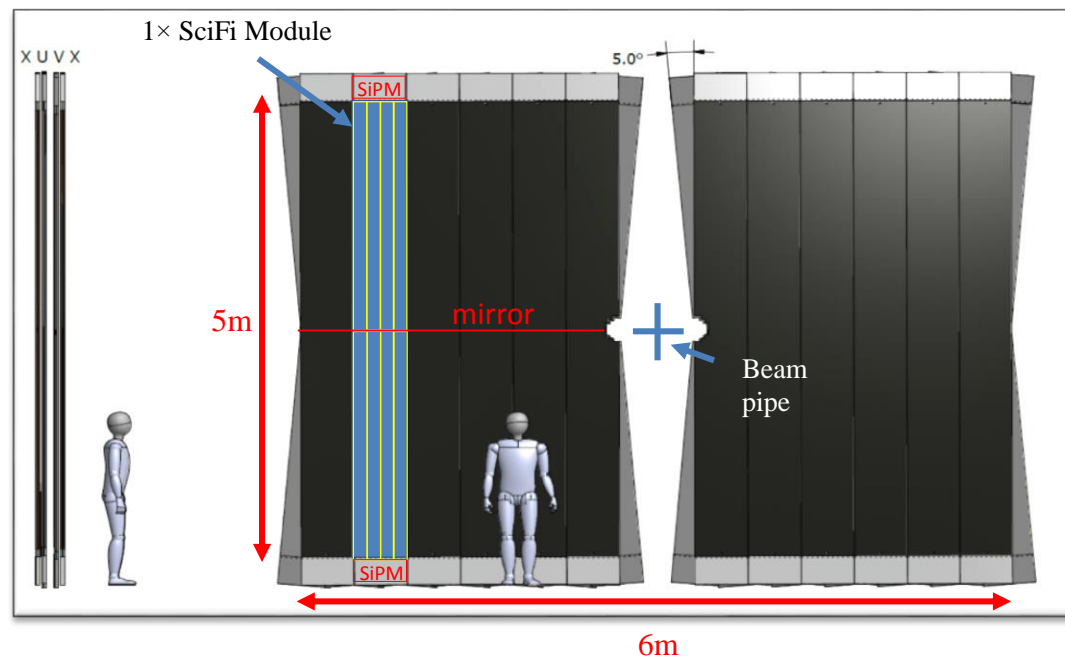 1× SciFi Module
X U V X
5.0°
SiPM
5m
mirror
Beam
pipe
SiPM
6m